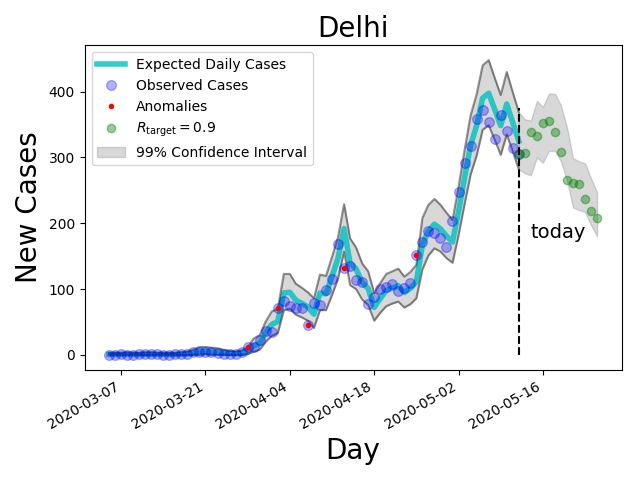 Delhi
Expected Daily Cases
Observed Cases
Anomalies
R_target = 0.9
99% Confidence Interval
400
300
200
100
0
New Cases
today
2020-03-07
2020-03-21
2020-04-04
2020-04-18
2020-05-02
2020-05-16
Day